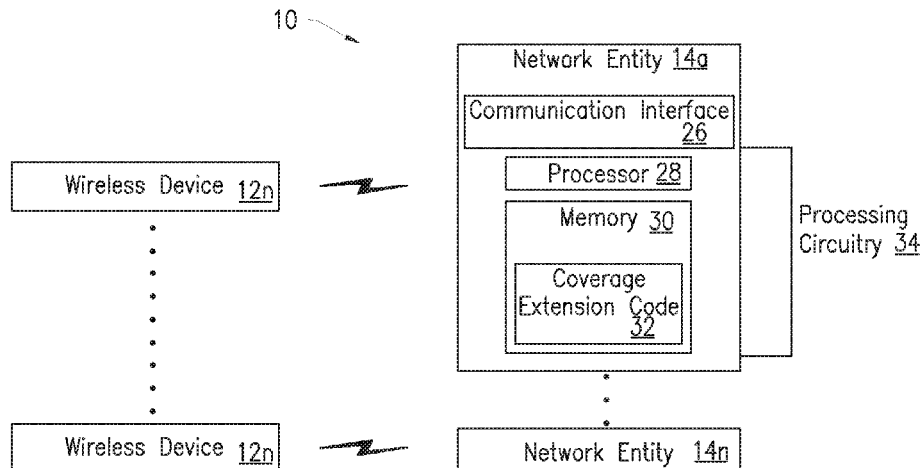 10
Network Entity 14a
Communication Interface
26
Wireless Device 12n
Processor 28
Memory 30
Processing
Circuitry 34
Coverage
Extension Code
32
Wireless Device 12n
Network Entity 14n